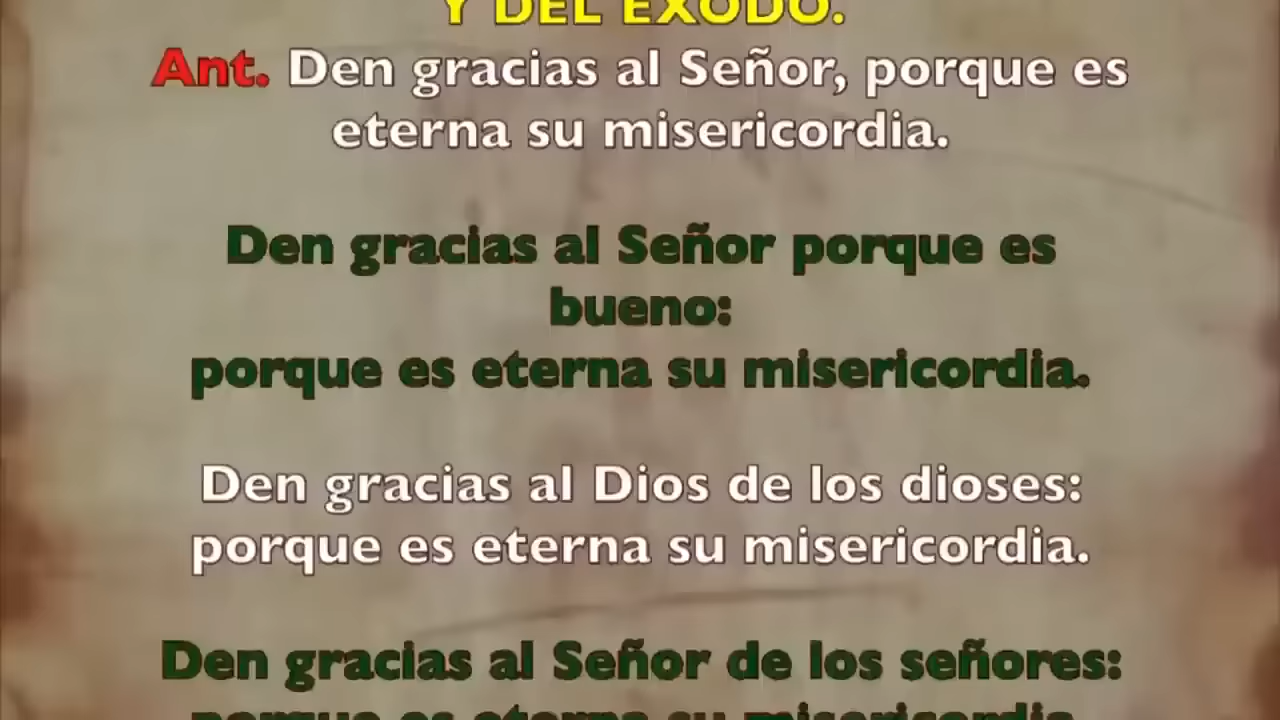 Y DEL EXODO.
Ant. Den gracias al Señor, porque es
eterna su misericordia.
Den gracias al Señor porque es
bueno:
porque es eterna su misericordia.
Den gracias al Dios de los dioses:
porque es eterna su misericordia.
Den gracias al Señor de los señores:
porque es eterna su misericordia.